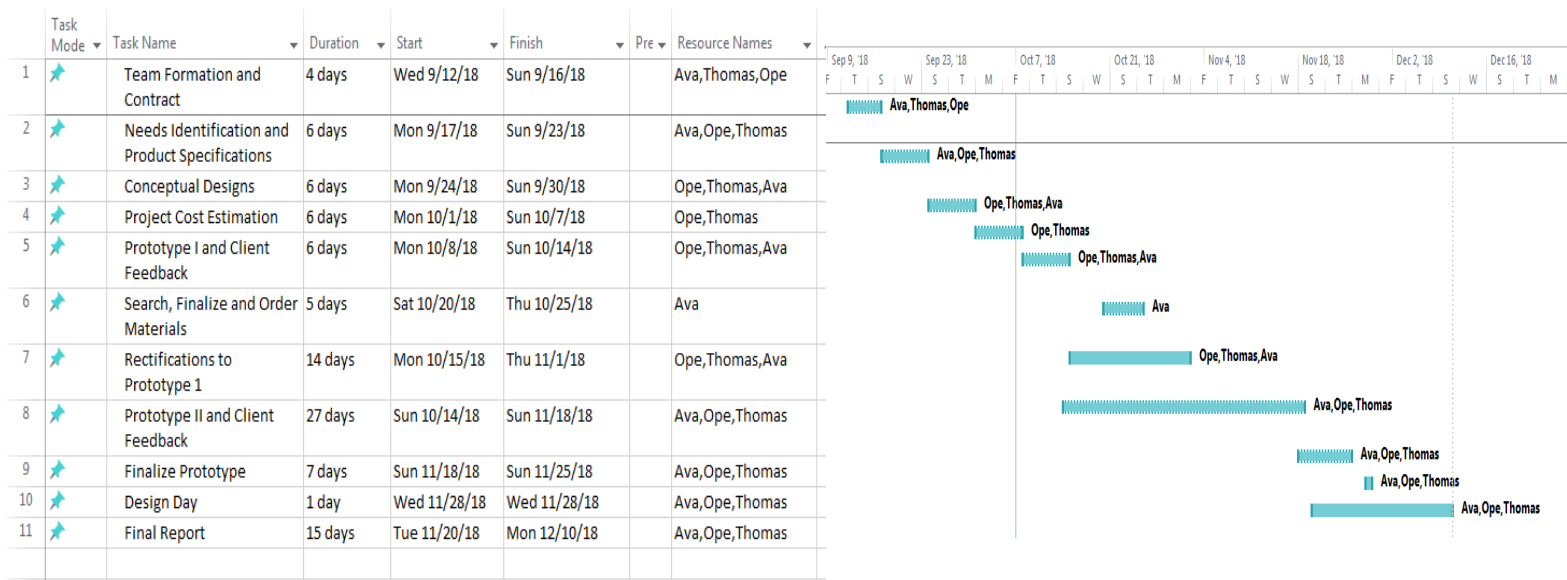 Task Mode Task Name Duration Start Finish Pre Resource Names
1 Team Formation and Contract 4 days Wed 9/12/18 Sun 9/16/18 Ava,Thomas,Ope
2 Needs Identification and Product Specifications 6 days Mon 9/17/18 Sun 9/23/18 Ava,Ope,Thomas
3 Conceptual Designs 6 days Mon 9/24/18 Sun 9/30/18 Ope,Thomas,Ava
4 Project Cost Estimation 6 days Mon 10/1/18 Sun 10/7/18 Ope,Thomas
5 Prototype I and Client Feedback 6 days Mon 10/8/18 Sun 10/14/18 Ope,Thomas,Ava
6 Search, Finalize and Order Materials 5 days Sat 10/20/18 Thu 10/25/18 Ava
7 Rectifications to Prototype 1 14 days Mon 10/15/18 Thu 11/1/18 Ope,Thomas,Ava
8 Prototype II and Client Feedback 27 days Sun 10/14/18 Sun 11/18/18 Ava,Ope,Thomas
9 Finalize Prototype 7 days Sun 11/18/18 Sun 11/25/18 Ava,Ope,Thomas
10 Design Day 1 day Wed 11/28/18 Wed 11/28/18 Ava,Ope,Thomas
11 Final Report 15 days Tue 11/20/18 Mon 12/10/18 Ava,Ope,Thomas
Sep 9, '18 Sep 23, '18 Oct 7, '18 Oct 21, '18 Nov 4, '18 Nov 18, '18 Dec 2, '18 Dec 16, '18
F T S W S T M F T S W S T M F T S W S T M F T S W S T M
Ava,Thomas,Ope
Ava,Ope,Thomas
Ope,Thomas,Ava
Ope,Thomas
Ope,Thomas,Ava
Ava
Ope,Thomas,Ava
Ava,Ope,Thomas
Ava,Ope,Thomas
Ava,Ope,Thomas
Ava,Ope,Thomas